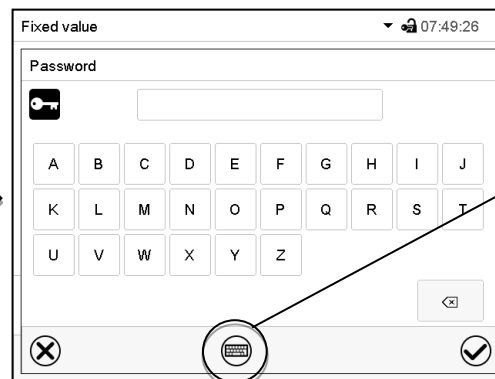 Fixed value 07:49:26
Password
A B C D E F G H I J
K L M N O P Q R S T
U V W X Y Z